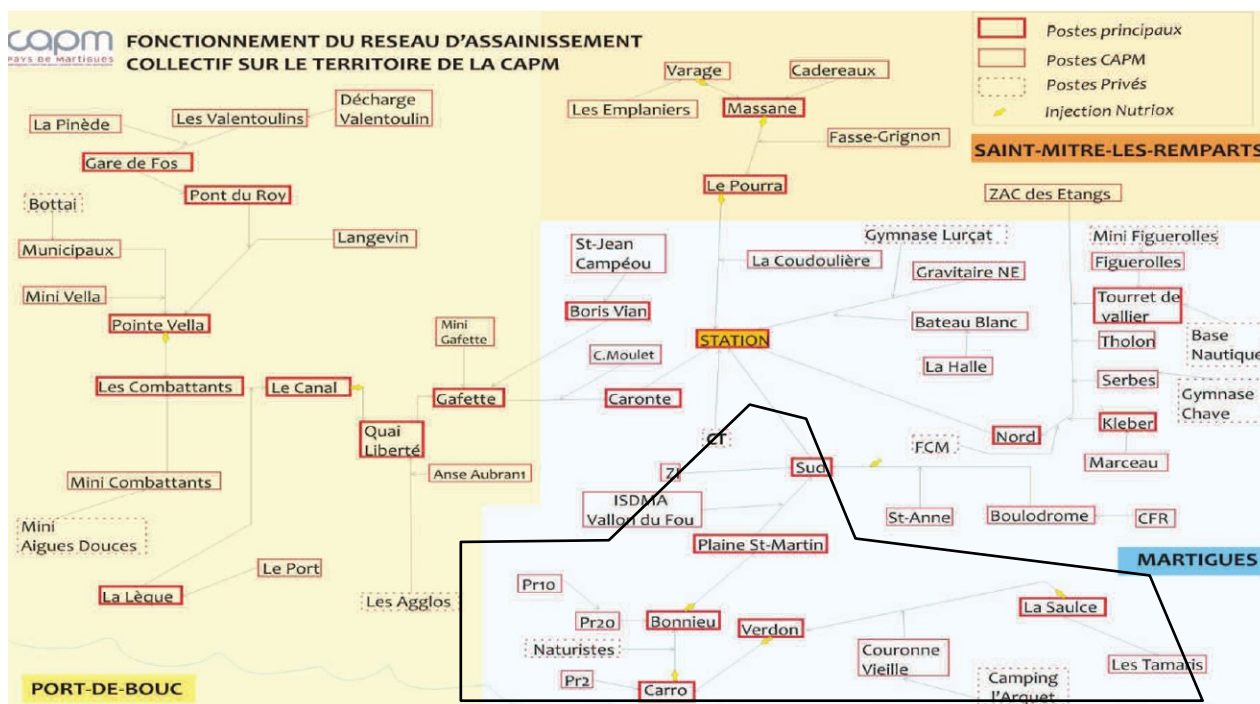 capm
PAYS DE MARTIGUES
FONCTIONNEMENT DU RESEAU D'ASSAINISSEMENT
COLLECTIF SUR LE TERRITOIRE DE LA CAPM
Postes principaux
Postes CAPM
Postes Privés
Injection Nutriox
SAINT-MITRE-LES-REMPARTS
Varage
Cadereaux
Les Emplaniers
Massane
Fasse-Grignon
Le Pourra
La Pinède
Les Valentoulins
Décharge
Valentoulin
Gare de Fos
Pont du Roy
Bottai
Municipaux
Langevin
Mini Vella
Pointe Vella
Les Combattants
Le Canal
Mini
Gafette
Gafette
Quai
Liberté
Anse Aubran1
Mini Combattants
Mini
Aigues Douces
Le Port
La Lèque
Les Agglos
PORT-DE-BOUC
St-Jean
Campéou
Boris Vian
C.Moulet
Caronte
La Coudoulière
STATION
CT
Gymnase Lurçat
Gravitaire NE
Bateau Blanc
La Halle
ZAC des Etangs
Mini Figuerolles
Figuerolles
Tourret de
vallier
Base
Nautique
Tholon
Serbes
Gymnase
Chave
Kleber
Marceau
Nord
FCM
ZI
Sud
ISDMA
Vallon du Fou
St-Anne
Boulodrome
CFR
Plaine St-Martin
MARTIGUES
Pr10
Pr20
Bonnieu
Verdon
La Saulce
Naturistes
Couronne
Vieille
Les Tamaris
Pr2
Carro
Camping
l'Arquet